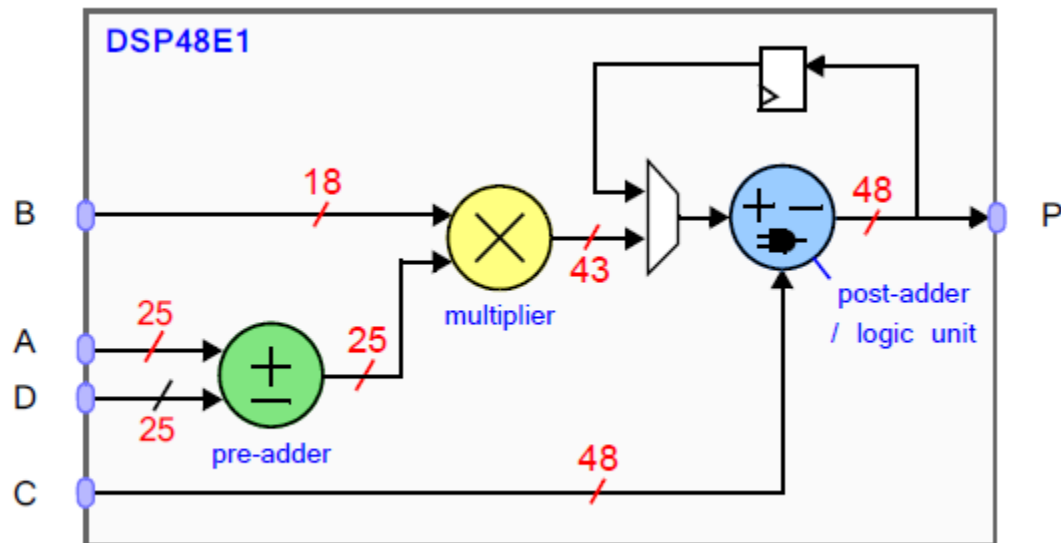 DSP48E1
B
18
43
multiplier
48
P
post-adder
/ logic unit
A
25
D
25
25
pre-adder
C
48